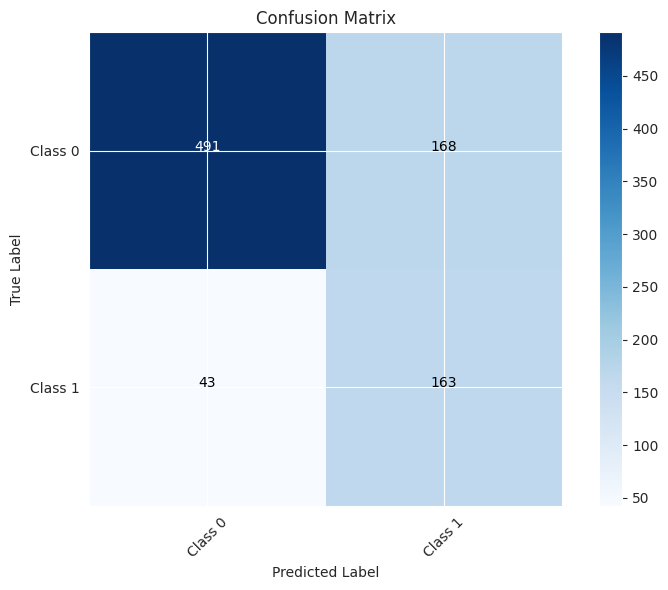 Confusion Matrix
Class 0
Class 1
True Label
491
168
43
163
Class 0
Class 1
Predicted Label
450
400
350
300
250
200
150
100
50